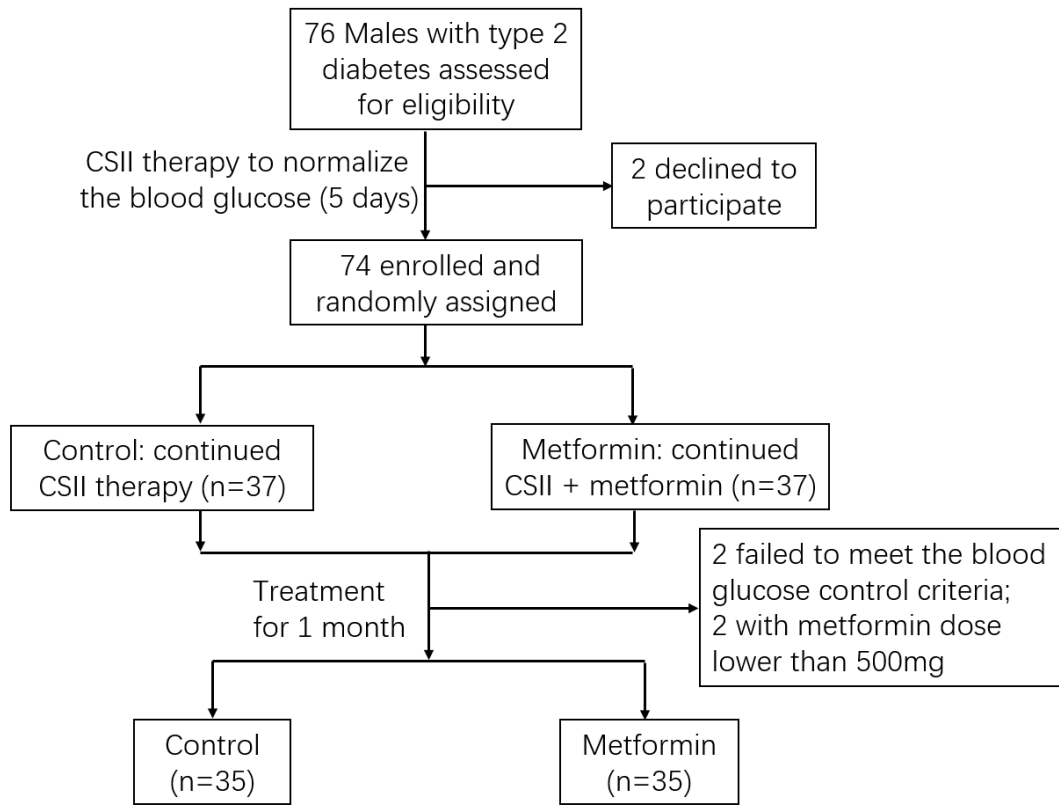 76 Males with type 2
diabetes assessed
for eligibility
CSII therapy to normalize
the blood glucose (5 days)
2 declined to
participate
74 enrolled and
randomly assigned
Control: continued
CSII therapy (n=37)
Metformin: continued
CSII + metformin (n=37)
Treatment
for 1 month
2 failed to meet the blood
glucose control criteria;
2 with metformin dose
lower than 500mg
Control
(n=35)
Metformin
(n=35)